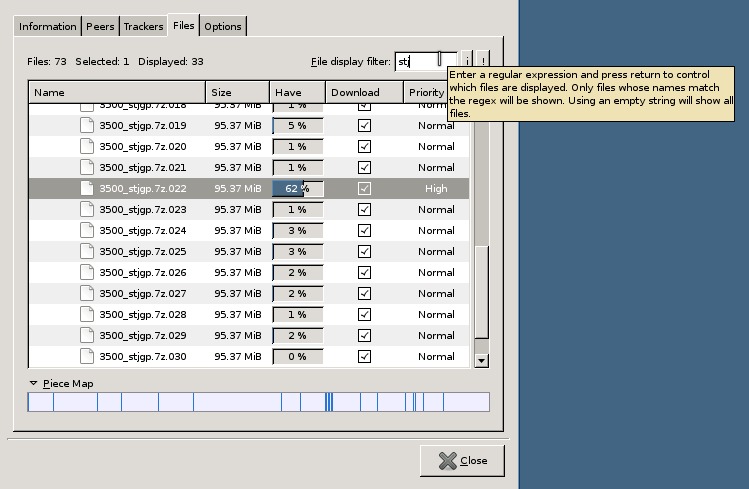 Information Peers Trackers Files Options
Files: 73 Selected: 1 Displayed: 33 File display filter: stj i !
Enter a regular expression and press return to control
which files are displayed. Only files whose names match
the regex will be shown. Using an empty string will show all
files.
Name Size Have Download Priority
3500_stjgp.7z.018 95.37 MiB 1 % Norm
3500_stjgp.7z.019 95.37 MiB 5 % Normal
3500_stjgp.7z.020 95.37 MiB 1 % Normal
3500_stjgp.7z.021 95.37 MiB 1 % Normal
3500_stjgp.7z.022 95.37 MiB 62 % High
3500_stjgp.7z.023 95.37 MiB 1 % Normal
3500_stjgp.7z.024 95.37 MiB 3 % Normal
3500_stjgp.7z.025 95.37 MiB 3 % Normal
3500_stjgp.7z.026 95.37 MiB 2 % Normal
3500_stjgp.7z.027 95.37 MiB 2 % Normal
3500_stjgp.7z.028 95.37 MiB 1 % Normal
3500_stjgp.7z.029 95.37 MiB 2 % Normal
3500_stjgp.7z.030 95.37 MiB 0 % Normal
Piece Map
Close